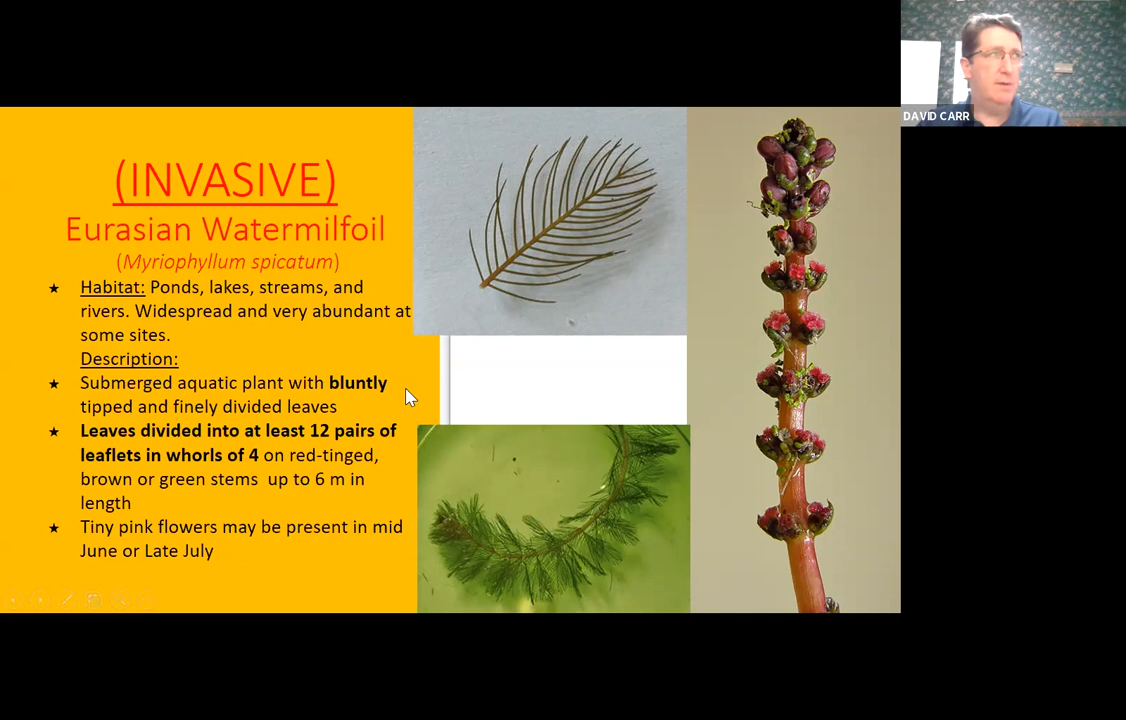 DAVID CARR
(INVASIVE)
Eurasian Watermilfoil
(Myriophyllum spicatum)
★ Habitat: Ponds, lakes, streams, and
rivers. Widespread and very abundant at
some sites.
Description:
★ Submerged aquatic plant with bluntly
tipped and finely divided leaves
★ Leaves divided into at least 12 pairs of
leaflets in whorls of 4 on red-tinged,
brown or green stems up to 6 m in
length
★ Tiny pink flowers may be present in mid
June or Late July